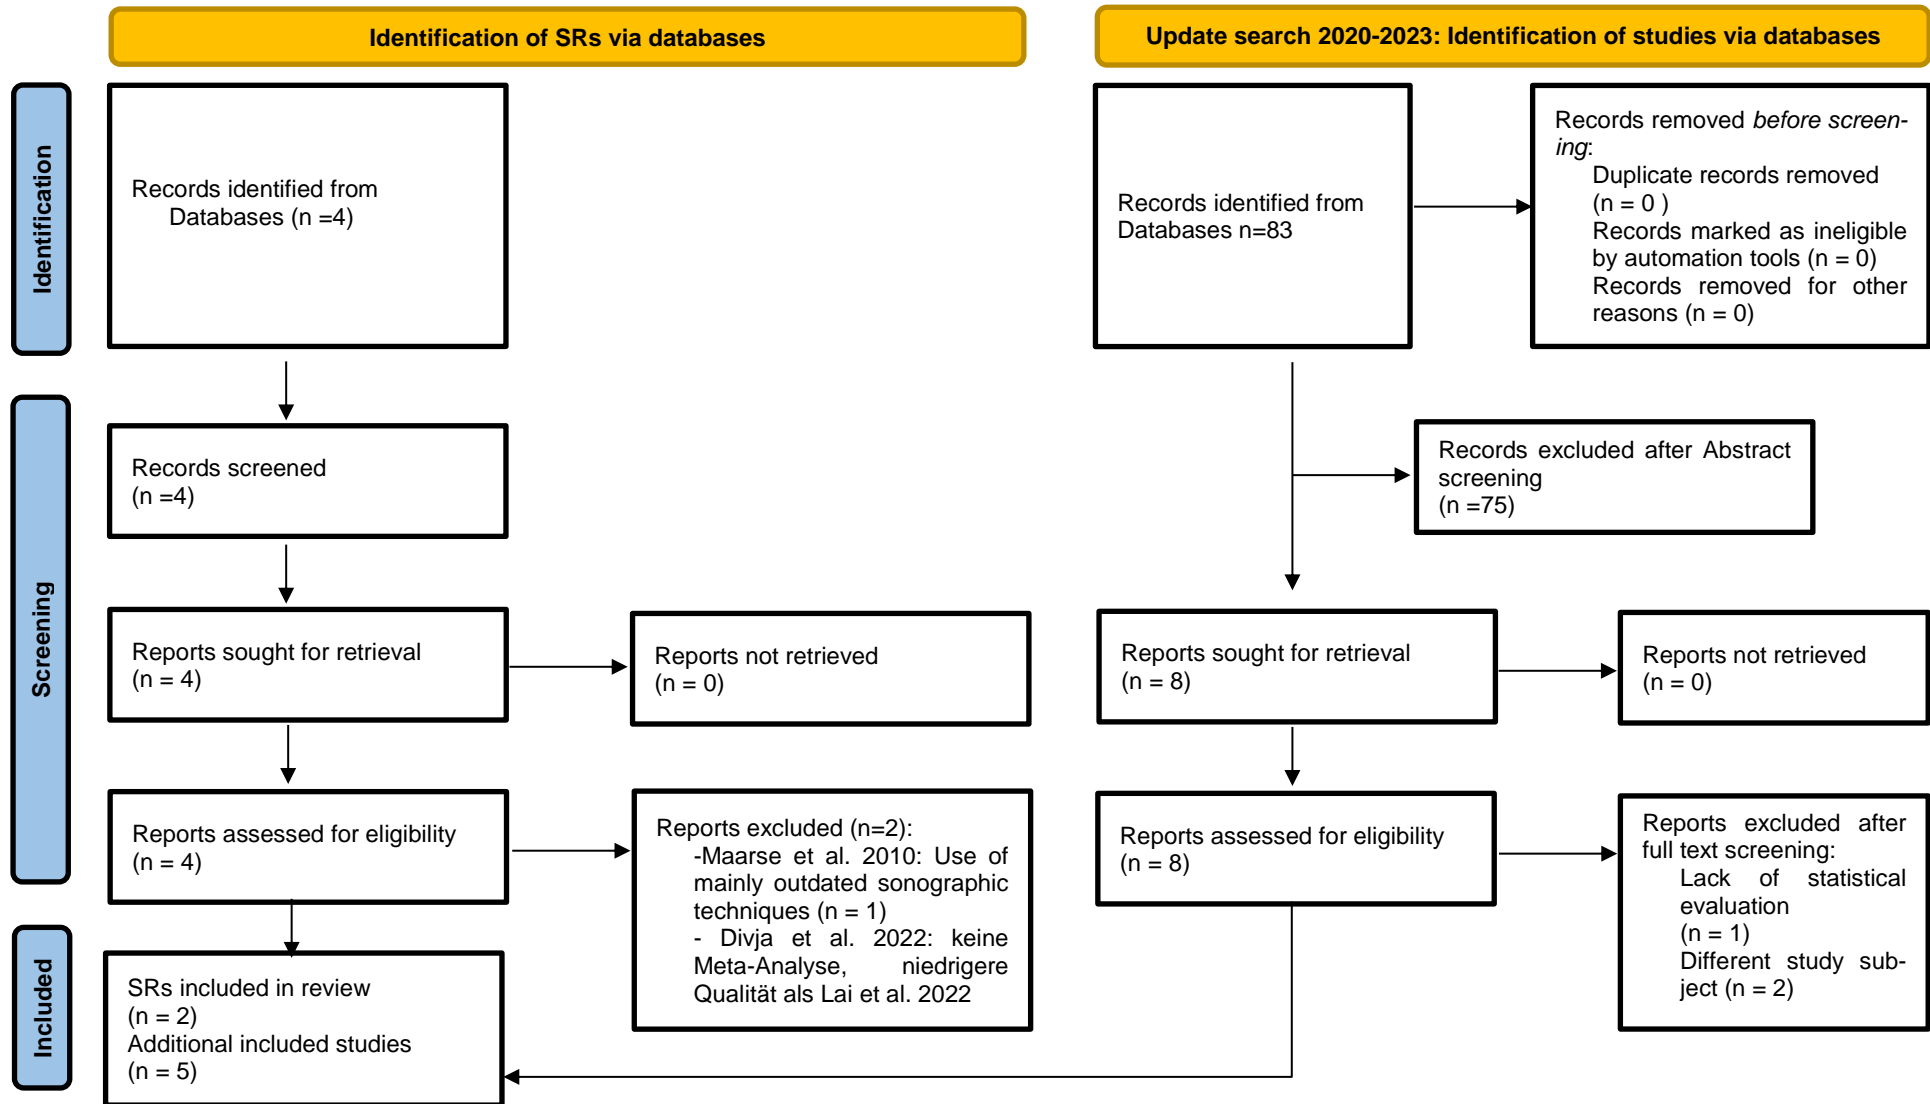 Identification of SRs via databases
Update search 2020-2023: Identification of studies via databases
Identification
Records identified from
Databases (n =4)
Records identified from
Databases n=83
Records removed before screen-
ing:
Duplicate records removed
(n = 0 )
Records marked as ineligible
by automation tools (n = 0)
Records removed for other
reasons (n = 0)
Screening
Records screened
(n =4)
Records excluded after Abstract
screening
(n =75)
Reports sought for retrieval
(n = 4)
Reports not retrieved
(n = 0)
Reports sought for retrieval
(n = 8)
Reports not retrieved
(n = 0)
Reports assessed for eligibility
(n = 4)
Reports excluded (n=2):
-Maarse et al. 2010: Use of
mainly outdated sonographic
techniques (n = 1)
- Divja et al. 2022: keine
Meta-Analyse, niedrigere
Qualität als Lai et al. 2022
Reports assessed for eligibility
(n = 8)
Reports excluded after
full text screening:
Lack of statistical
evaluation
(n = 1)
Different study sub-
ject (n = 2)
Included
SRs included in review
(n = 2)
Additional included studies
(n = 5)